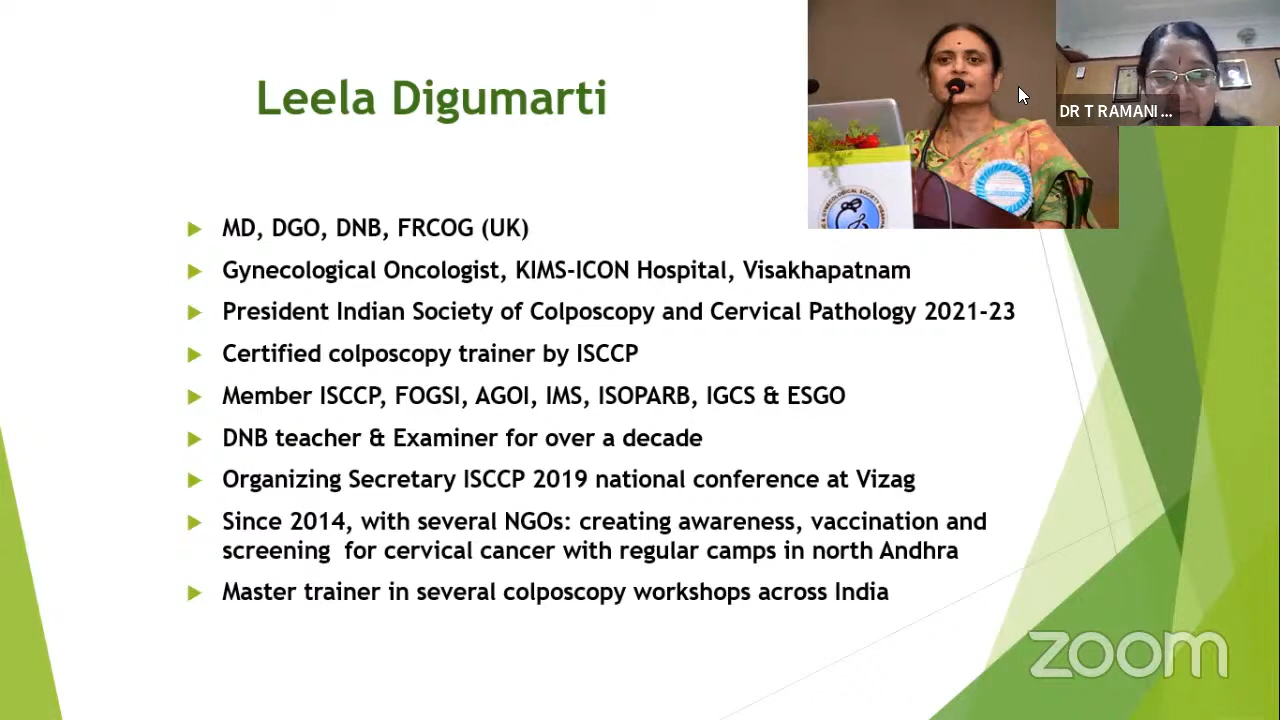 Leela Digumarti
DR T RAMANI ...
MD, DGO, DNB, FRCOG (UK)
Gynecological Oncologist, KIMS-ICON Hospital, Visakhapatnam
President Indian Society of Colposcopy and Cervical Pathology 2021-23
Certified colposcopy trainer by ISCCP
Member ISCCP, FOGSI, AGOI, IMS, ISOPARB, IGCS & ESGO
DNB teacher & Examiner for over a decade
Organizing Secretary ISCCP 2019 national conference at Vizag
Since 2014, with several NGOs: creating awareness, vaccination and
screening for cervical cancer with regular camps in north Andhra
Master trainer in several colposcopy workshops across India
zoom